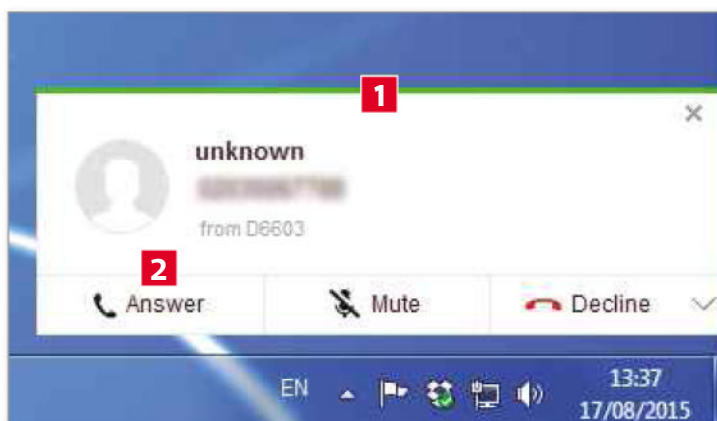 1
×
unknown
from D6603
2
Answer
Mute
Decline
EN
13:37
17/08/2015